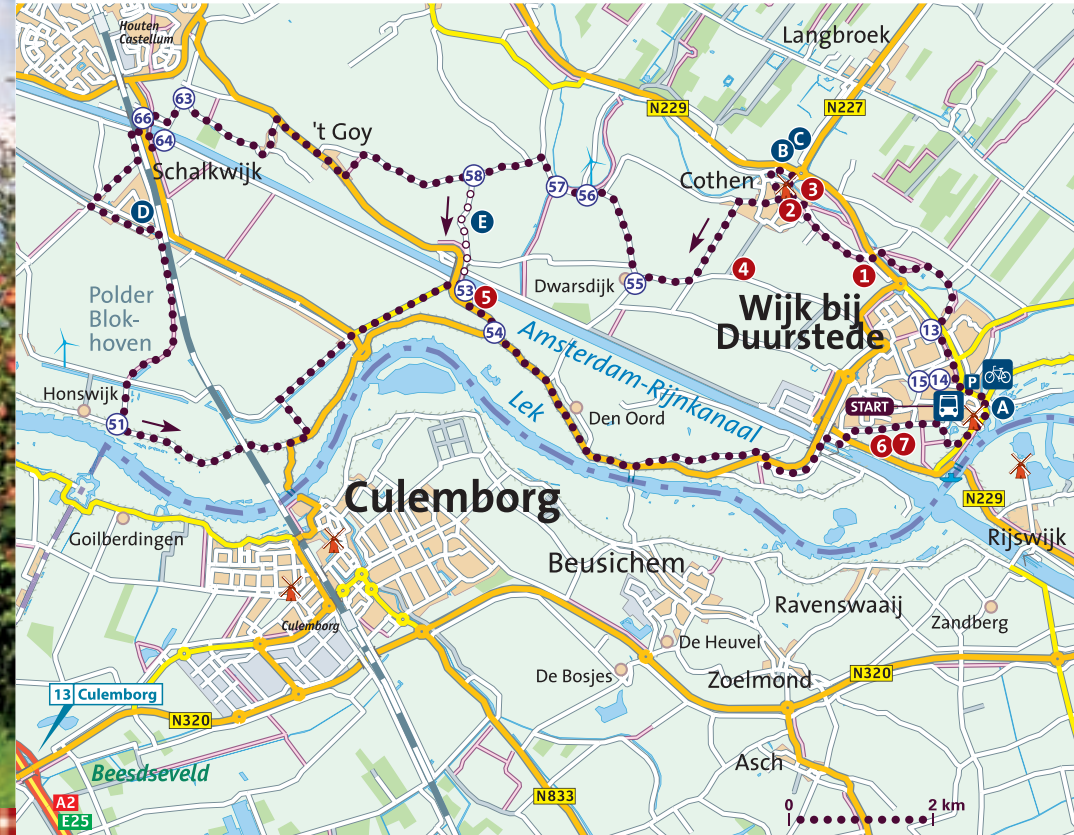 Houten
Castellum
Langbroek
N229
N227
63
66
64
't Goy
B
C
Schalkwijk
58
57
56
Cothen
3
2
D
E
1
4
Dwarsdijk
55
Polder
Blok-
hoven
53
5
54
Wijk bij
Duurstede
13
Amsterdam-Rijnkanaal
Lek
15
14
P
Honswijk
51
Den Oord
START
A
6
7
Culemborg
N229
Goilberdingen
Rijswijk
Beusichem
Ravenswaaij
Zandberg
Culemborg
De Heuvel
De Bosjes
Zoelmond
N320
13 Culemborg
N320
Beesdseveld
Asch
A2
E25
N833
0
2 km